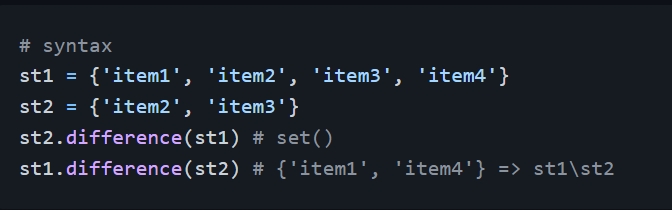 # syntax
st1 = {'item1', 'item2', 'item3', 'item4'}
st2 = {'item2', 'item3'}
st2.difference(st1) # set()
st1.difference(st2) # {'item1', 'item4'} => st1\st2